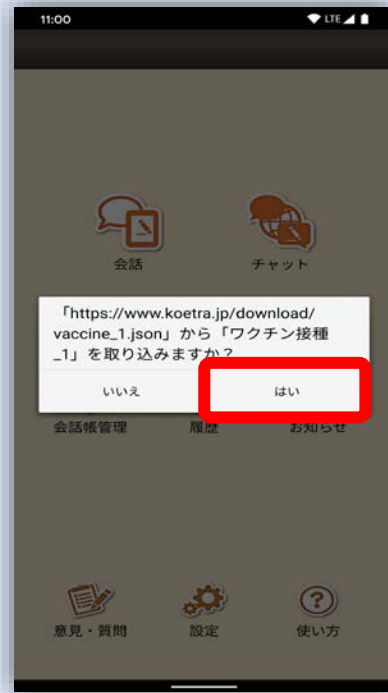 11:00
LTE
会話
チャット
「https://www.koetra.jp/download/
vaccine_1.json」から「ワクチン接種
_1」を取り込みますか？
いいえ
はい
会話帳管理
履歴
お知らせ
意見・質問
設定
使い方